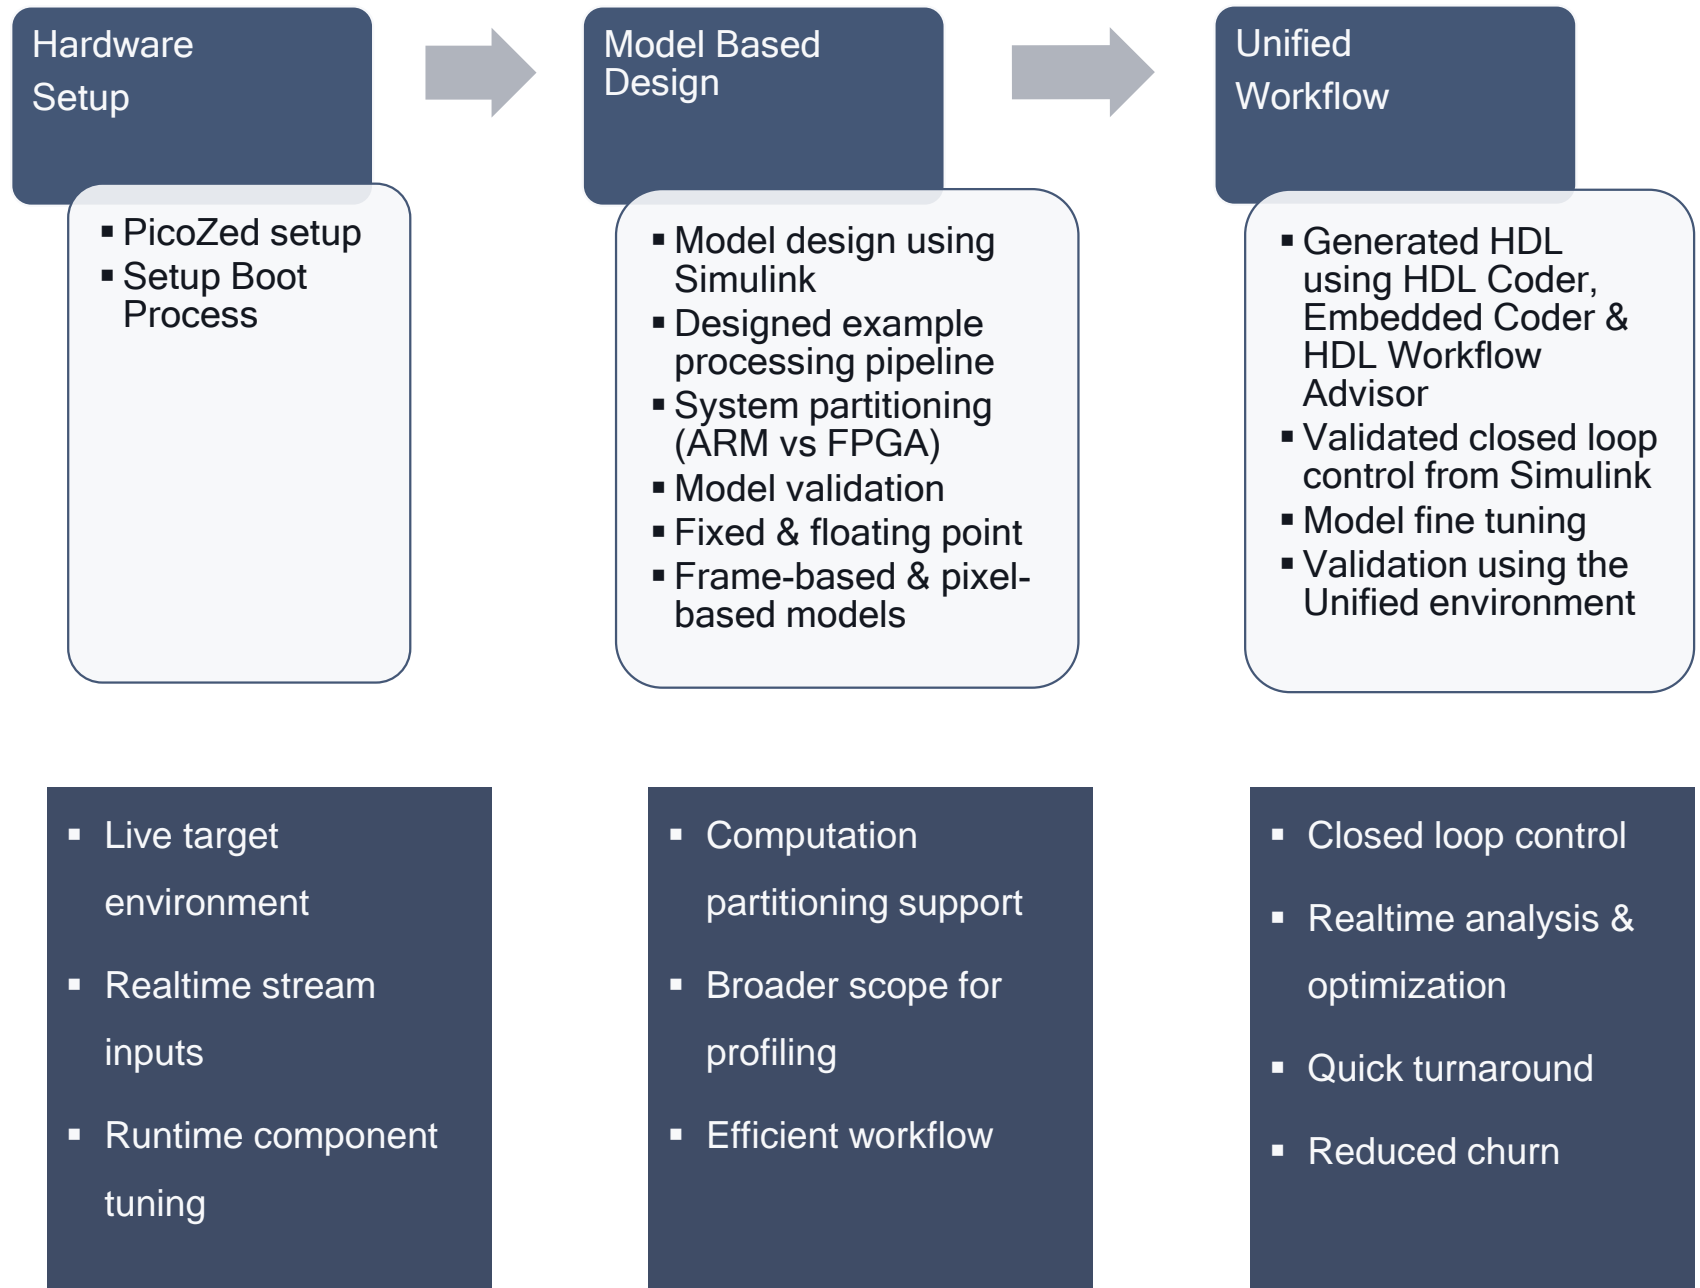 Hardware
Setup
▪ PicoZed setup
▪ Setup Boot
Process
Model Based
Design
▪ Model design using
Simulink
▪ Designed example
processing pipeline
▪ System partitioning
(ARM vs FPGA)
▪ Model validation
▪ Fixed & floating point
▪ Frame-based & pixel-
based models
Unified
Workflow
▪ Generated HDL
using HDL Coder,
Embedded Coder &
HDL Workflow
Advisor
▪ Validated closed loop
control from Simulink
▪ Model fine tuning
▪ Validation using the
Unified environment
▪ Live target
environment
▪ Realtime stream
inputs
▪ Runtime component
tuning
▪ Computation
partitioning support
▪ Broader scope for
profiling
▪ Efficient workflow
▪ Closed loop control
▪ Realtime analysis &
optimization
▪ Quick turnaround
▪ Reduced churn